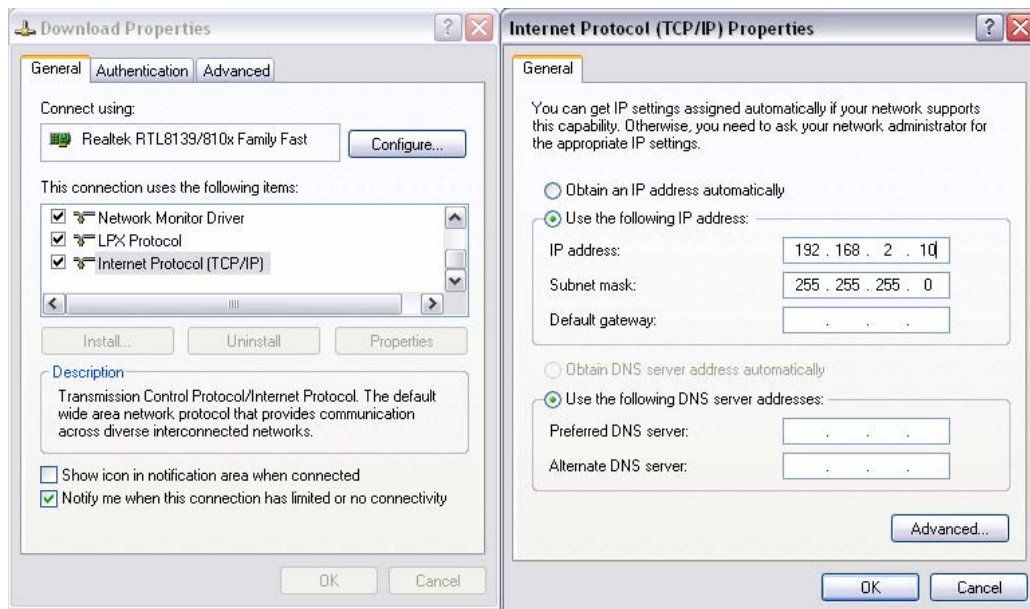 Download Properties
General Authentication Advanced
Connect using:
Realtek RTL8139/810x Family Fast
Configure...
This connection uses the following items:
Network Monitor Driver
LPX Protocol
Internet Protocol (TCP/IP)
Install... Uninstall Properties
Description
Transmission Control Protocol/Internet Protocol. The default
wide area network protocol that provides communication
across diverse interconnected networks.
Show icon in notification area when connected
Notify me when this connection has limited or no connectivity
OK Cancel
Internet Protocol (TCP/IP) Properties
General
You can get IP settings assigned automatically if your network supports
this capability. Otherwise, you need to ask your network administrator for
the appropriate IP settings.
Obtain an IP address automatically
Use the following IP address:
IP address: 192 . 168 . 2 . 10
Subnet mask: 255 . 255 . 255 . 0
Default gateway: . . .
Obtain DNS server address automatically
Use the following DNS server addresses:
Preferred DNS server: . . .
Alternate DNS server: . . .
Advanced...
OK Cancel